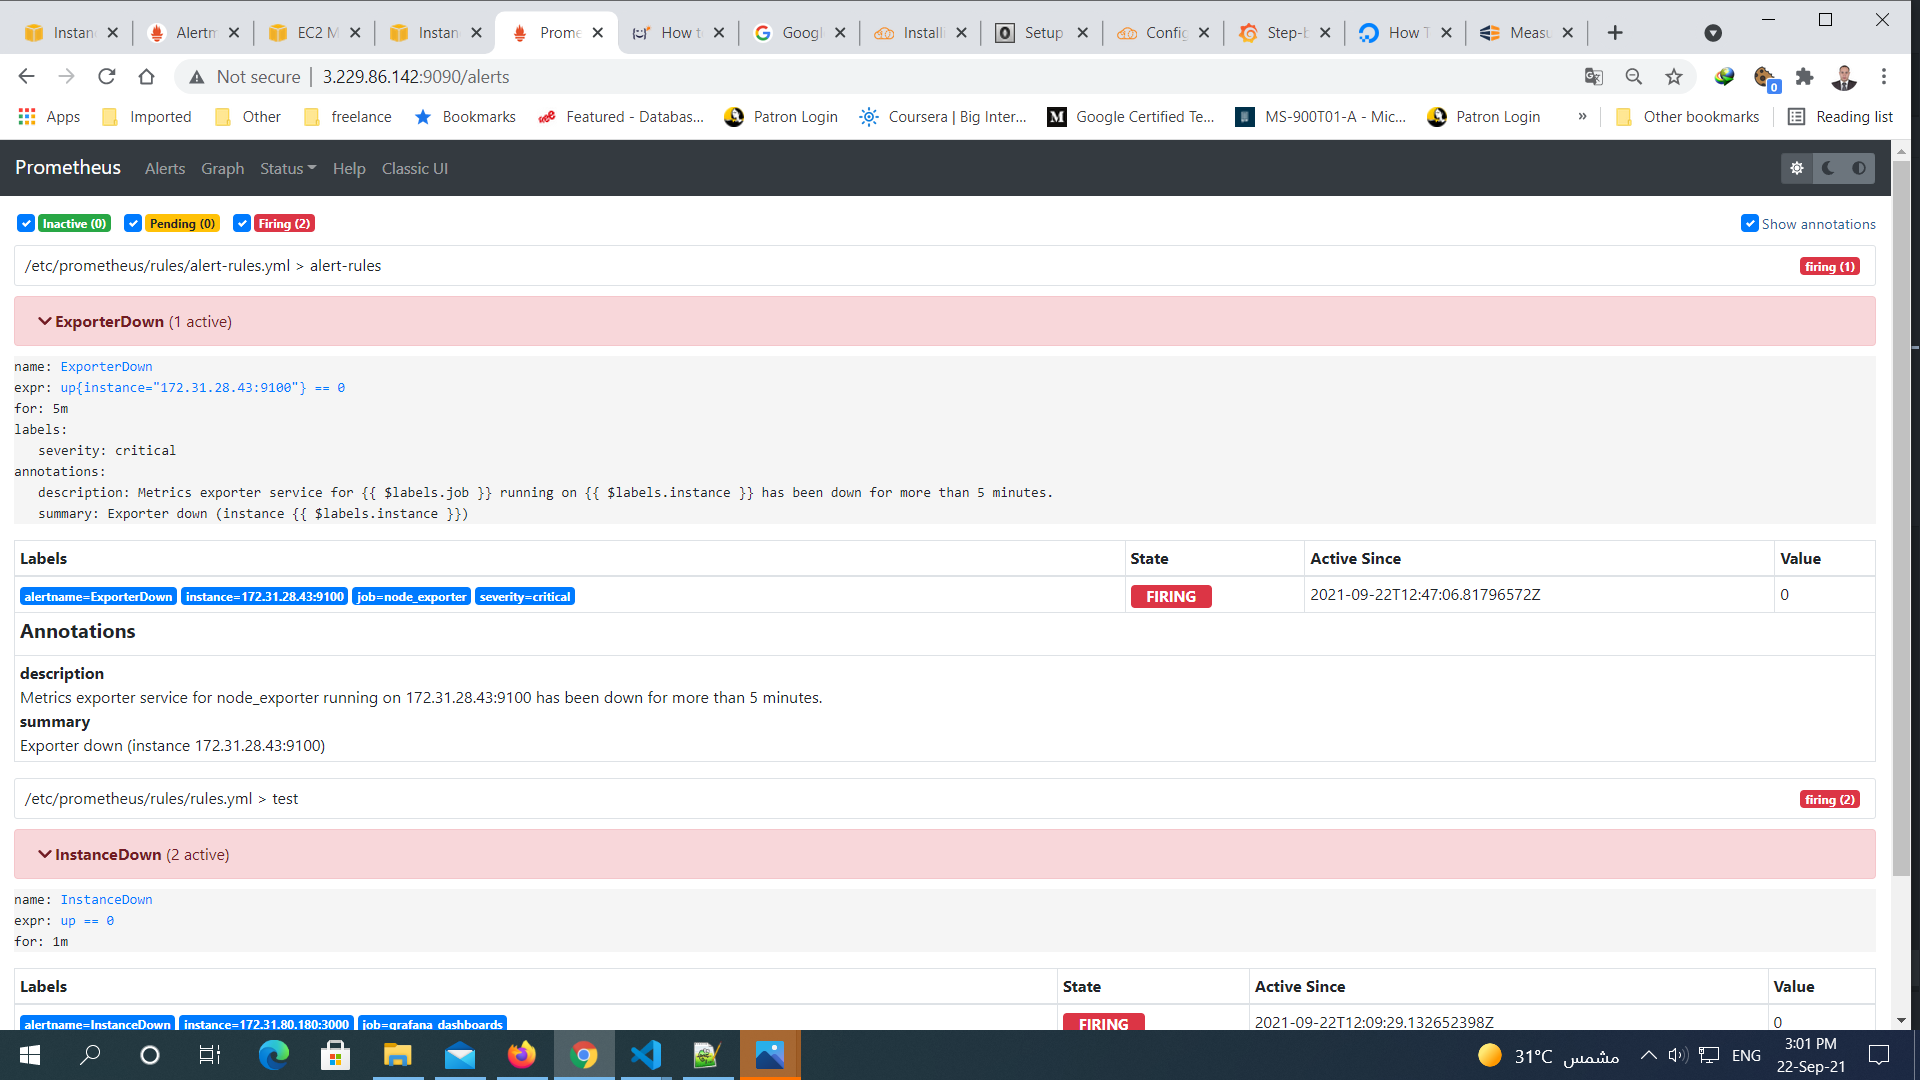 Instan
Alertm
EC2 M
Instan
Prome
How t
Googl
Installi
Setup
Config
Step-b
How T
Measu
Not secure 3.229.86.142:9090/alerts
0
Apps Imported Other freelance Bookmarks Featured - Databas... Patron Login Coursera | Big Inter... Google Certified Te... MS-900T01-A - Mic... Patron Login » Other bookmarks Reading list
Prometheus Alerts Graph Status Help Classic UI
Inactive (0) Pending (0) Firing (2) Show annotations
/etc/prometheus/rules/alert-rules.yml > alert-rules firing (1)
ExporterDown (1 active)
name: ExporterDown
expr: up{instance="172.31.28.43:9100"} == 0
for: 5m
labels:
severity: critical
annotations:
description: Metrics exporter service for {{ $labels.job }} running on {{ $labels.instance }} has been down for more than 5 minutes.
summary: Exporter down (instance {{ $labels.instance }})
Labels State Active Since Value
alertname=ExporterDown instance=172.31.28.43:9100 job=node_exporter severity=critical FIRING 2021-09-22T12:47:06.81796572Z 0
Annotations
description
Metrics exporter service for node_exporter running on 172.31.28.43:9100 has been down for more than 5 minutes.
summary
Exporter down (instance 172.31.28.43:9100)
/etc/prometheus/rules/rules.yml > test firing (2)
InstanceDown (2 active)
name: InstanceDown
expr: up == 0
for: 1m
Labels State Active Since Value
alertname=InstanceDown instance=172.31.80.180:3000 job=grafana_dashboards FIRING 2021-09-22T12:09:29.132652398Z 0
31°C مشمس ENG 3:01 PM
22-Sep-21